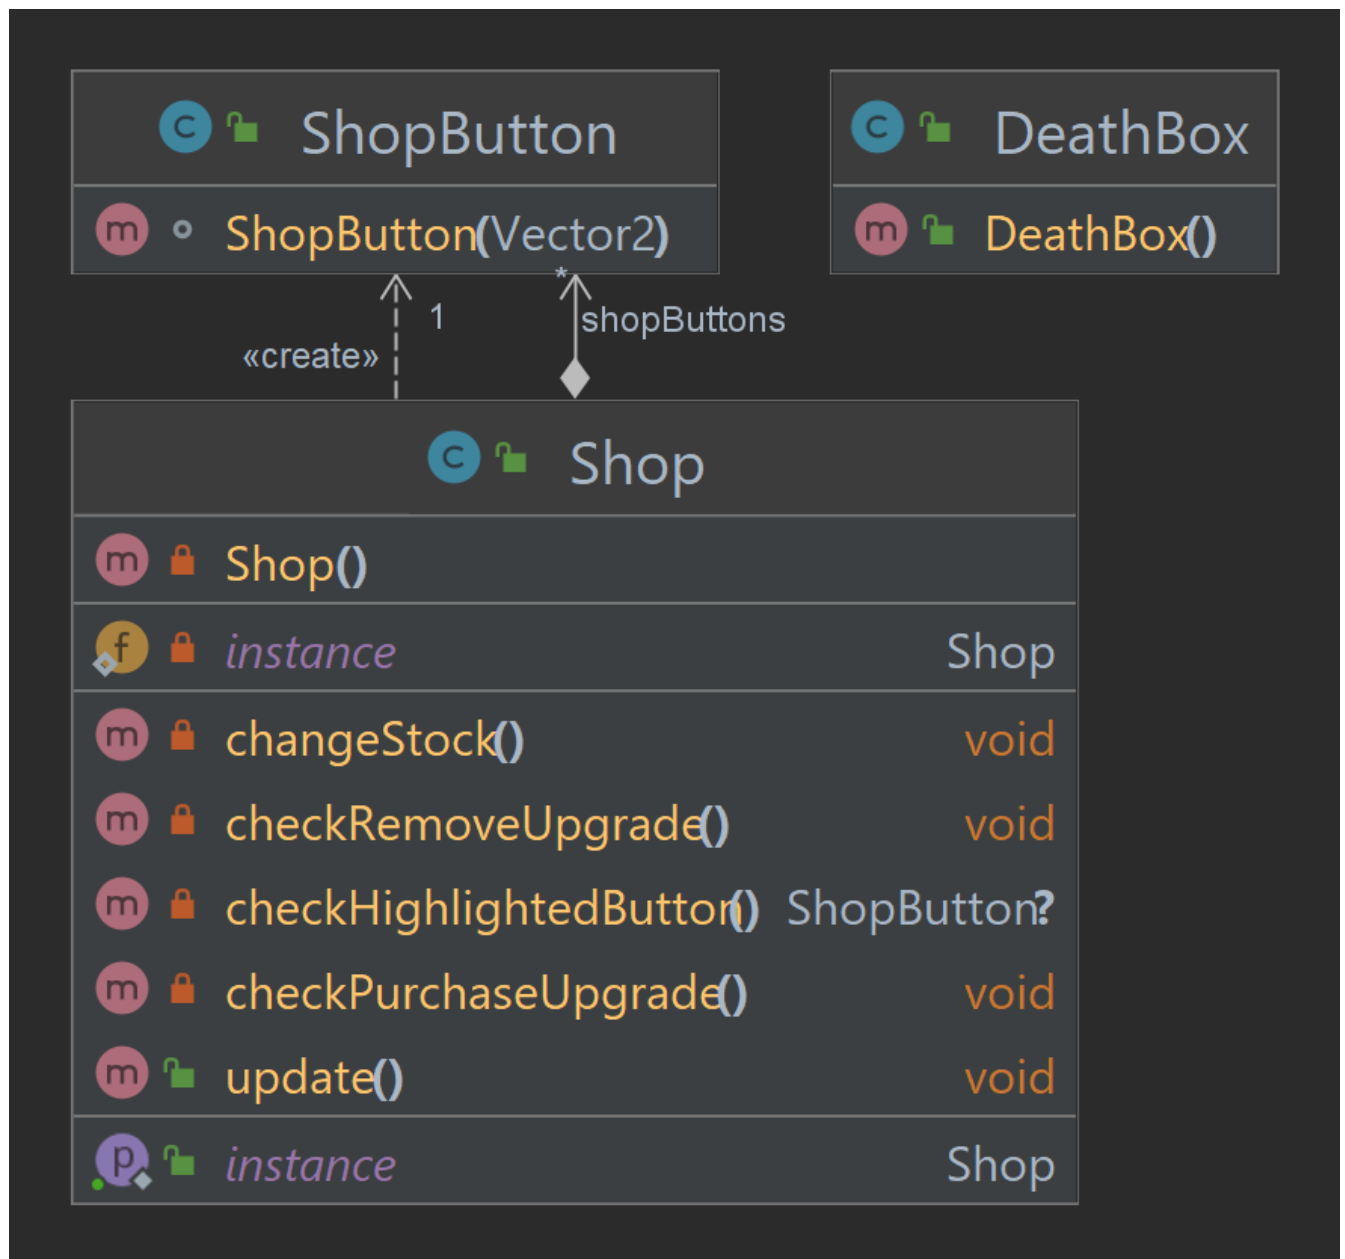 C ShopButton
m ShopButton(Vector2)
C DeathBox
m DeathBox()
*
1
shopButtons
«create»
C Shop
m Shop()
f instance Shop
m changeStock() void
m checkRemoveUpgrade() void
m checkHighlightedButton() ShopButton?
m checkPurchaseUpgrade() void
m update() void
p instance Shop